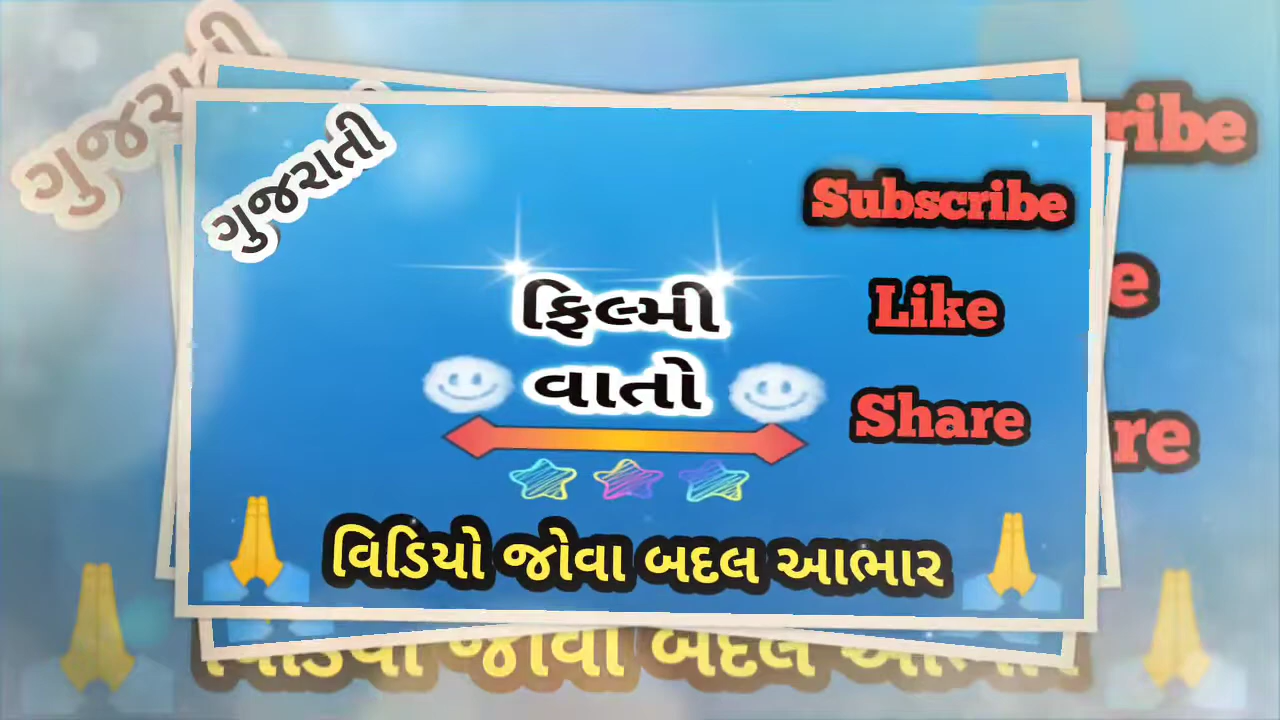 ગુજરાતી
Subscribe
ફિલ્મી
Like
વાતો
Share
વિડિયો જોવા બદલ આભાર